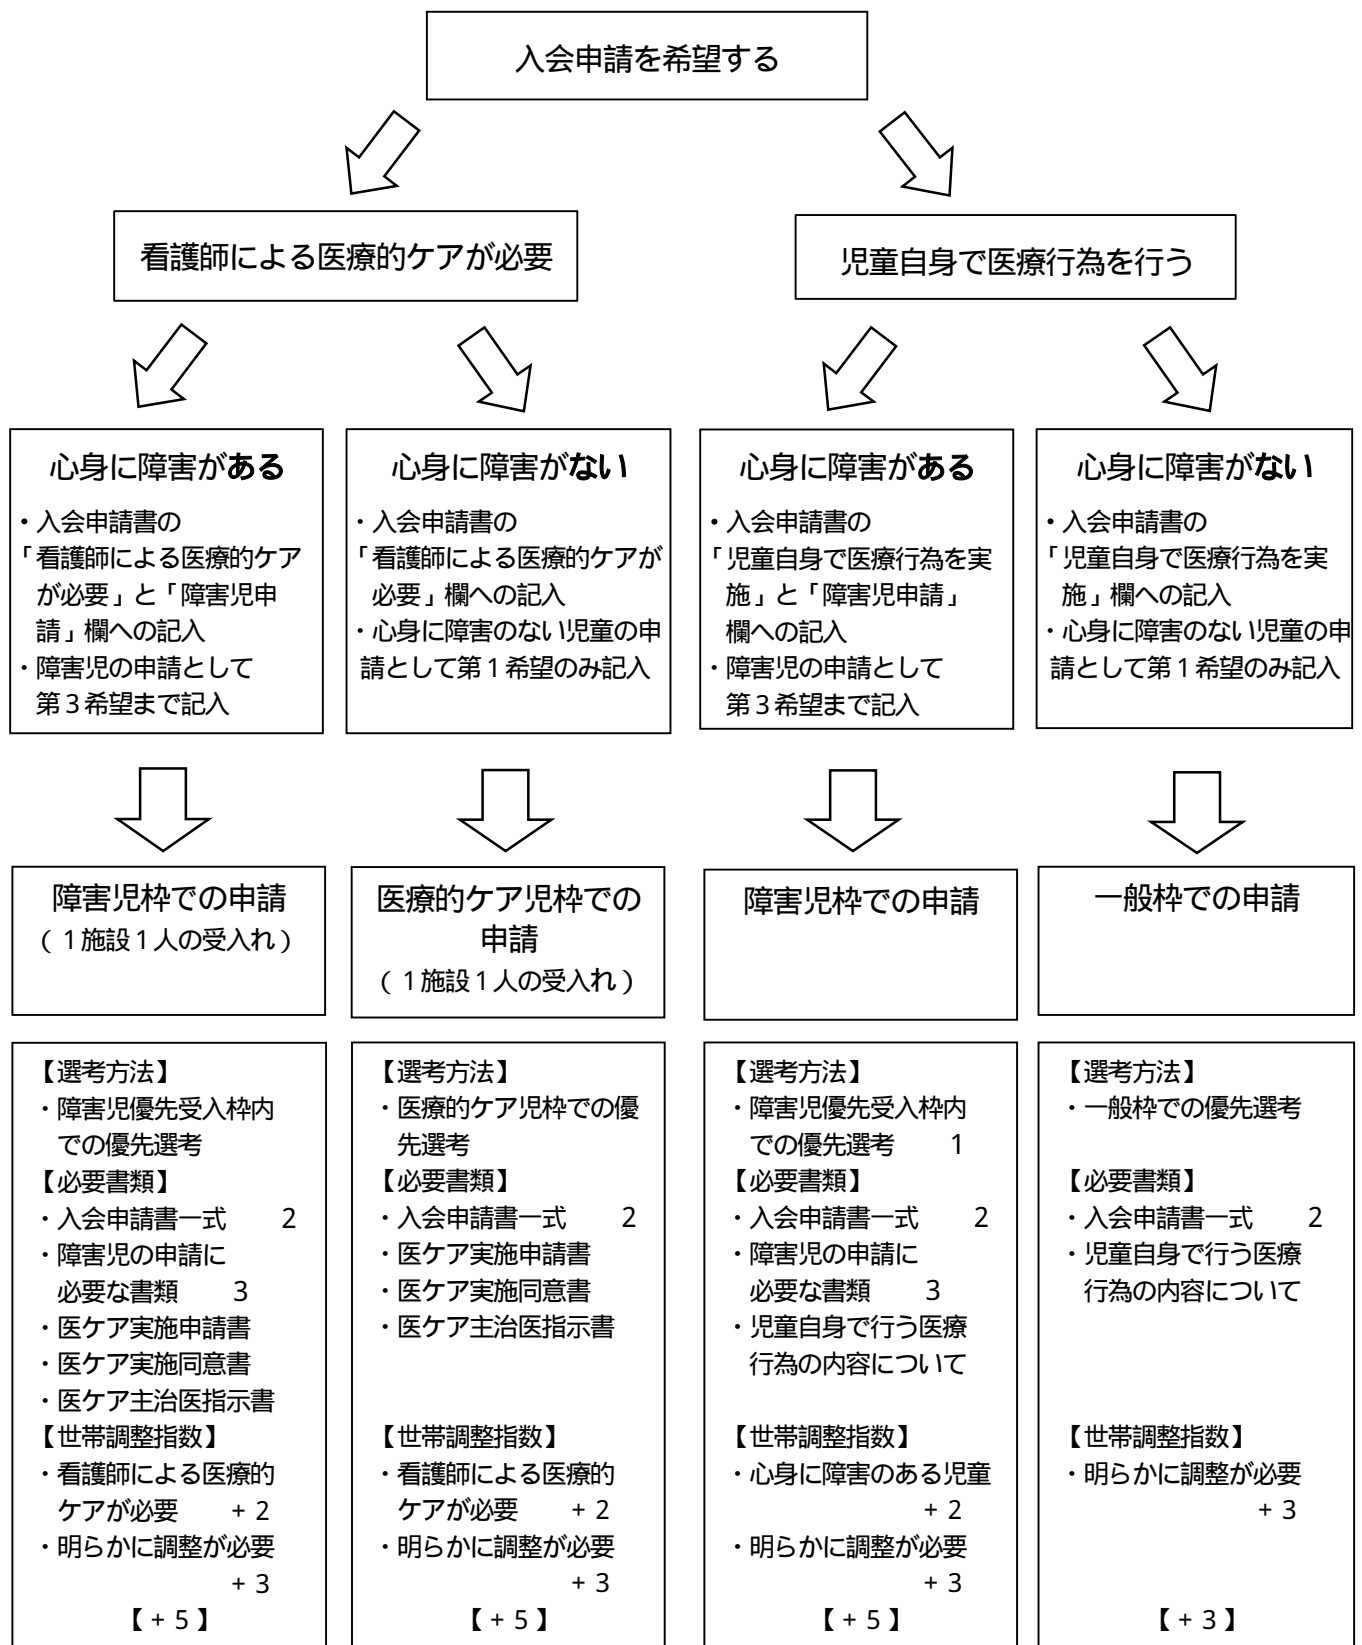 入会申請を希望する
看護師による医療的ケアが必要
児童自身で医療行為を行う
心身に障害がある
・入会申請書の
「看護師による医療的ケア
が必要」と「障害児申
請」欄への記入
・障害児の申請として
第3希望まで記入
心身に障害がない
・入会申請書の
「看護師による医療的ケアが
必要」欄への記入
・心身に障害のない児童の申
請として第1希望のみ記入
心身に障害がある
・入会申請書の
「児童自身で医療行為を実
施」と「障害児申請」
欄への記入
・障害児の申請として
第3希望まで記入
心身に障害がない
・入会申請書の
「児童自身で医療行為を実
施」欄への記入
・心身に障害のない児童の申
請として第1希望のみ記入
障害児枠での申請
(1施設1人の受入れ)
医療的ケア児枠での
申請
(1施設1人の受入れ)
障害児枠での申請
一般枠での申請
【選考方法】
・障害児優先受入枠内
での優先選考
【必要書類】
・入会申請書一式 2
・障害児の申請に
必要な書類 3
・医ケア実施申請書
・医ケア実施同意書
・医ケア主治医指示書
【世帯調整指数】
・看護師による医療的
ケアが必要 +2
・明らかに調整が必要
+3
【+5】
【選考方法】
・医療的ケア児枠での優
先選考
【必要書類】
・入会申請書一式 2
・医ケア実施申請書
・医ケア実施同意書
・医ケア主治医指示書
【世帯調整指数】
・看護師による医療的
ケアが必要 +2
・明らかに調整が必要
+3
【+5】
【選考方法】
・障害児優先受入枠内
での優先選考 1
【必要書類】
・入会申請書一式 2
・障害児の申請に
必要な書類 3
・児童自身で行う医療
行為の内容について
【世帯調整指数】
・心身に障害のある児童
+2
・明らかに調整が必要
+3
【+5】
【選考方法】
・一般枠での優先選考
【必要書類】
・入会申請書一式 2
・児童自身で行う医療
行為の内容について
【世帯調整指数】
・明らかに調整が必要
+3
【+3】